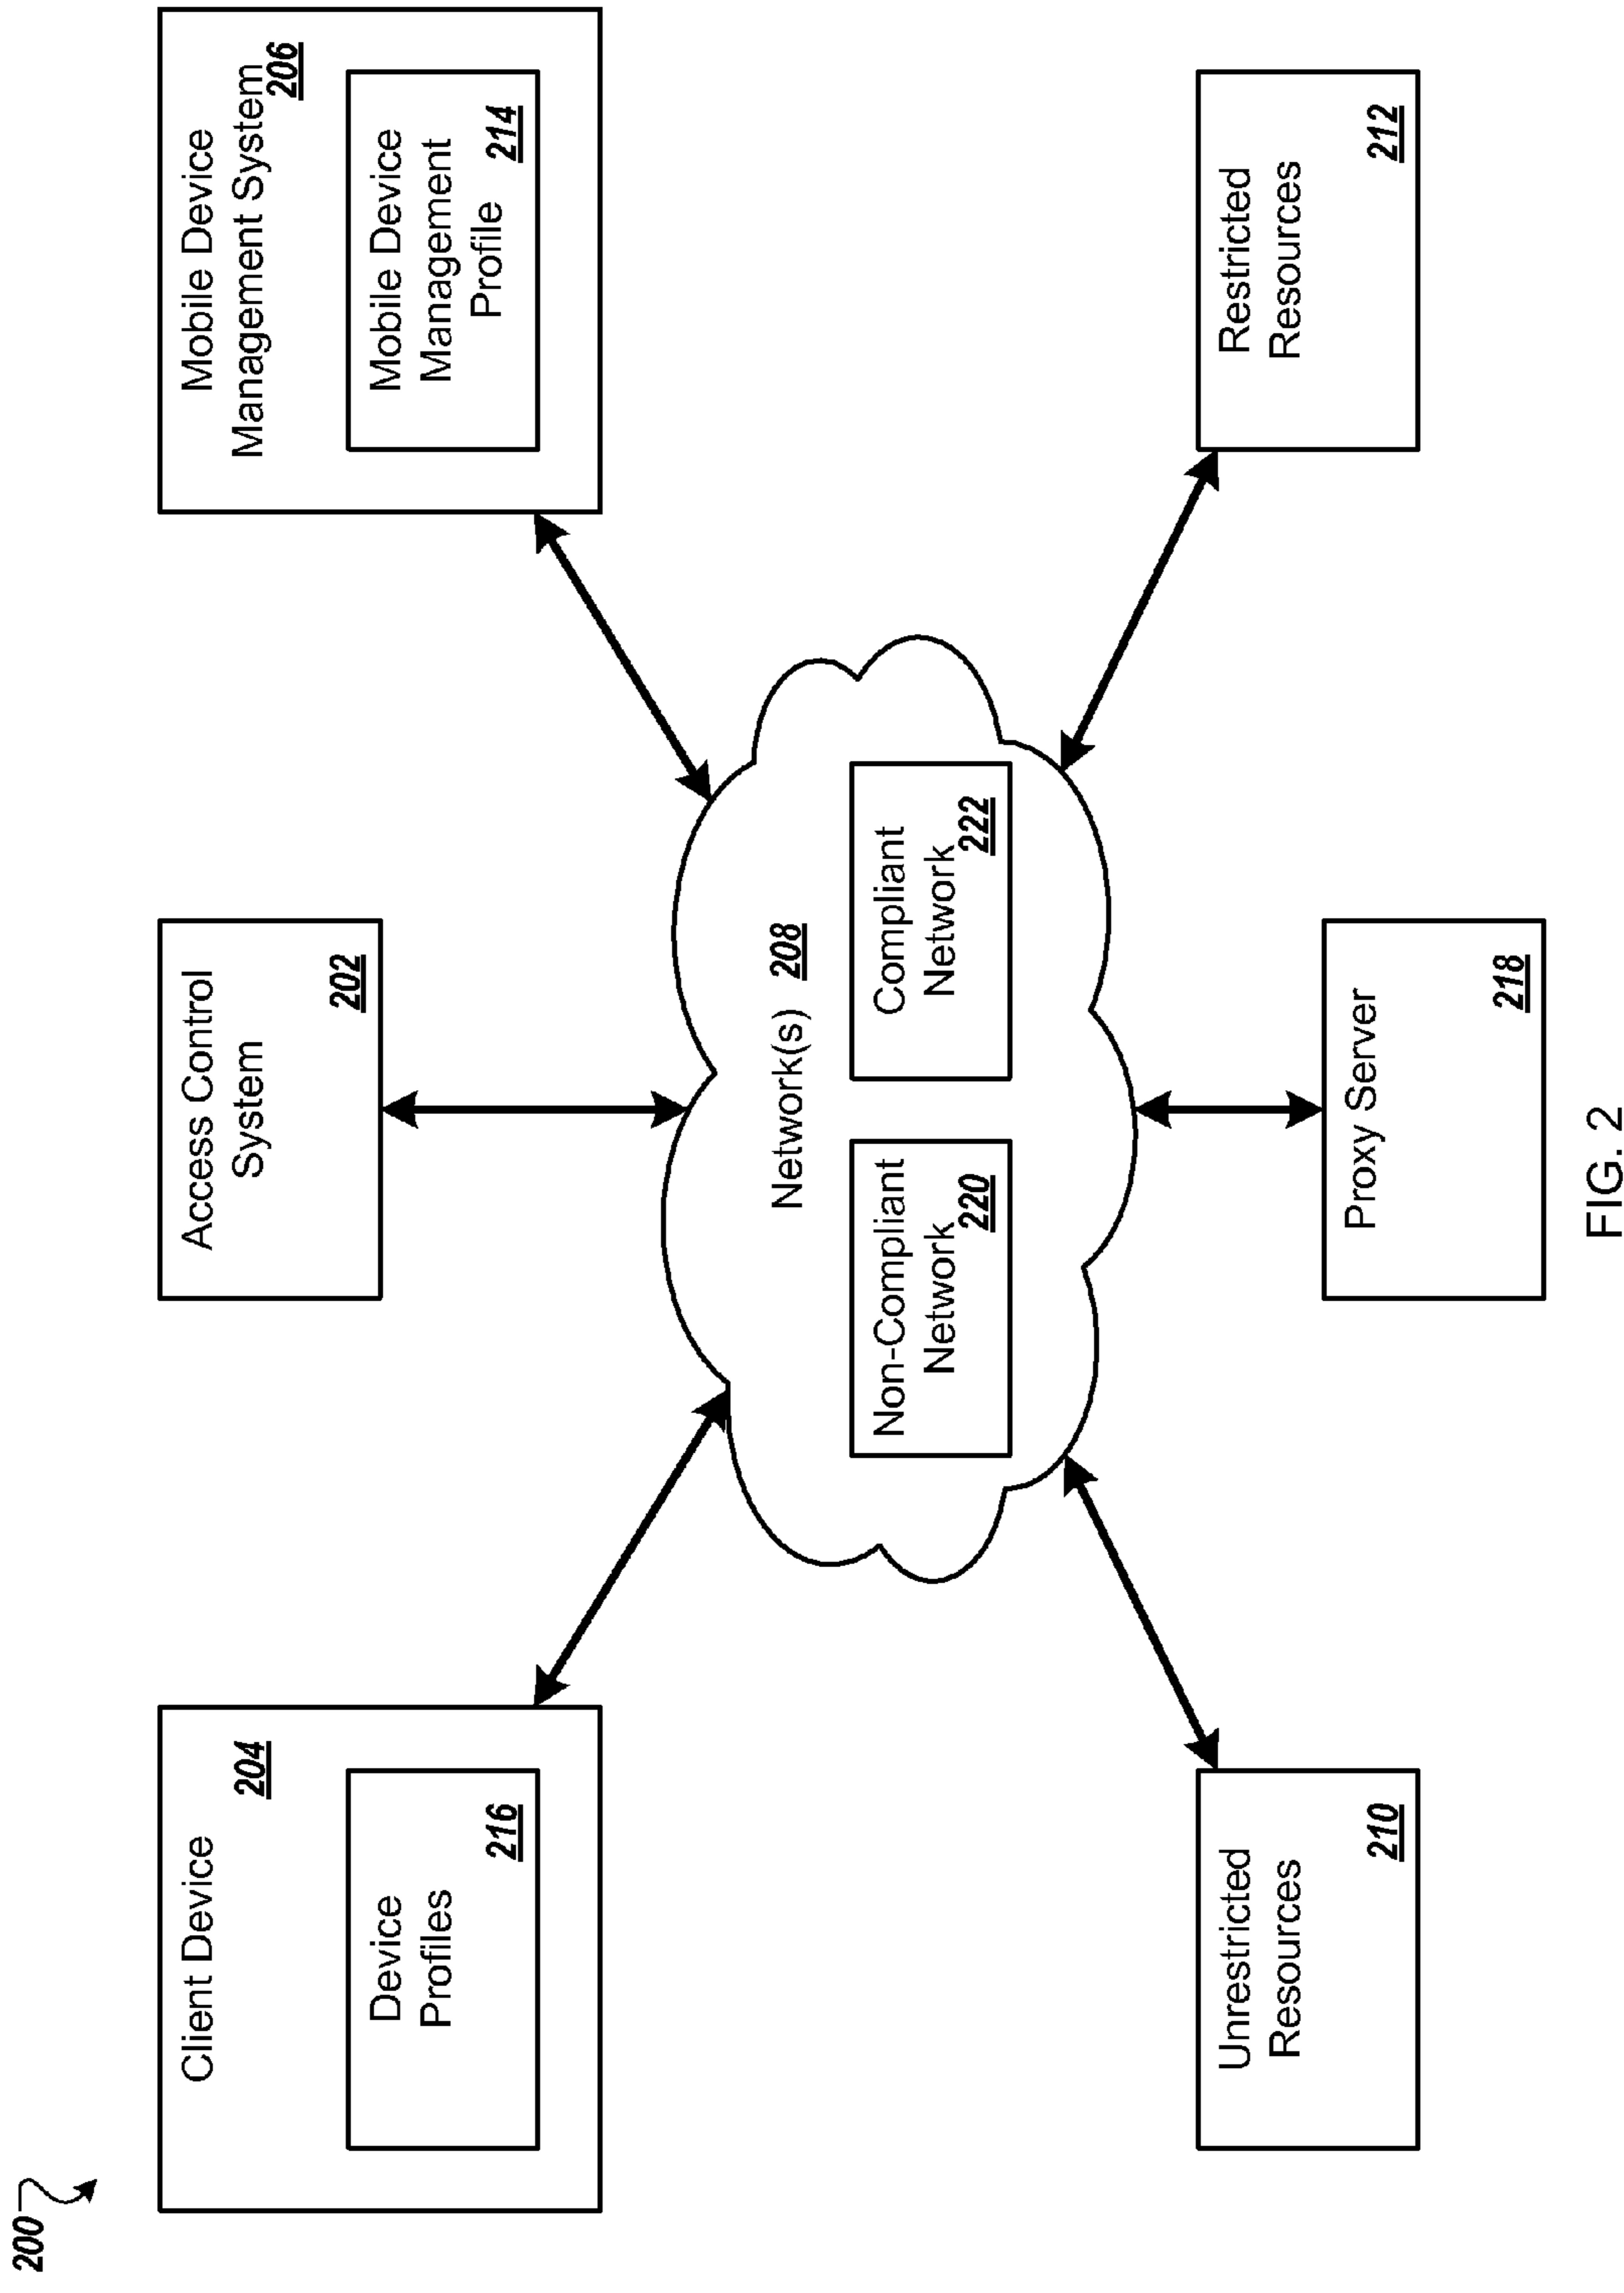 200
Client Device
204
Device
Profiles
216
Access Control
System
202
Mobile Device
Management System
206
Mobile Device
Management
Profile
214
Network(s)
208
Non-Compliant
Network
220
Compliant
Network
222
Unrestricted
Resources
210
Proxy Server
218
Restricted
Resources
212
FIG. 2